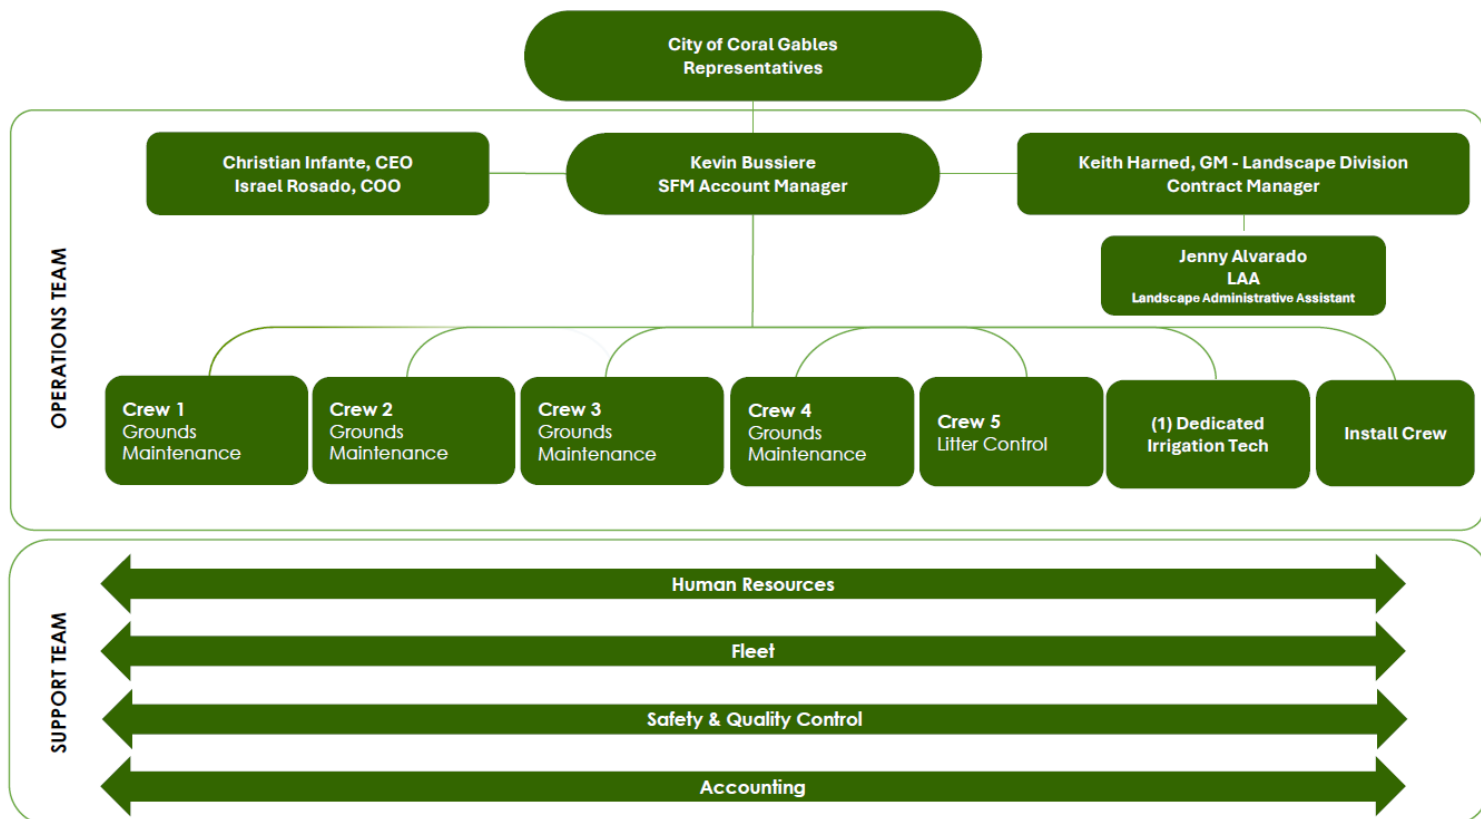 City of Coral Gables
Representatives
OPERATIONS TEAM
Christian Infante, CEO
Israel Rosado, COO
Kevin Bussiere
SFM Account Manager
Keith Harned, GM - Landscape Division
Contract Manager
Jenny Alvarado
LAA
Landscape Administrative Assistant
Crew 1
Grounds
Maintenance
Crew 2
Grounds
Maintenance
Crew 3
Grounds
Maintenance
Crew 4
Grounds
Maintenance
Crew 5
Litter Control
(1) Dedicated
Irrigation Tech
Install Crew
SUPPORT TEAM
Human Resources
Fleet
Safety & Quality Control
Accounting